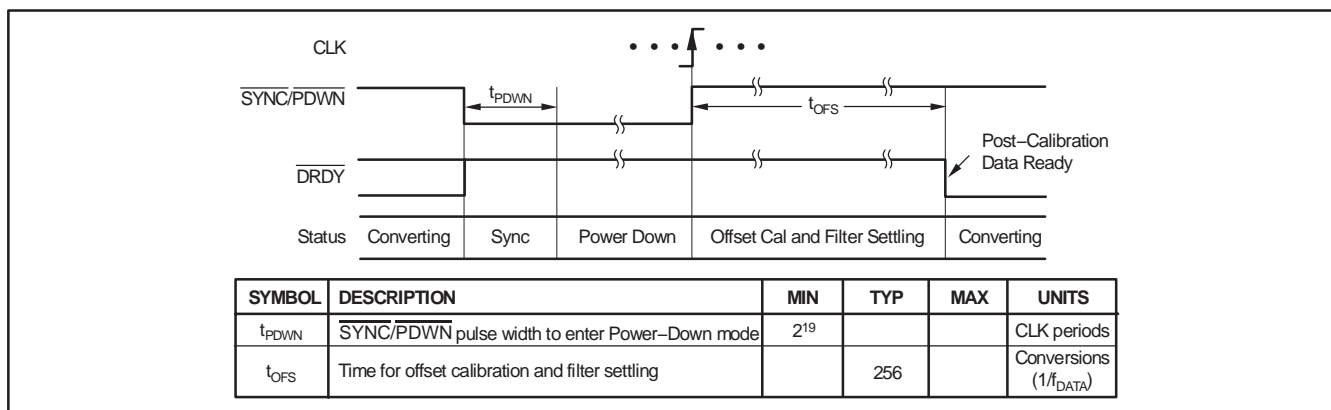 CLK
SYNC/PDWN
tPDWN
tOFS
Post−Calibration
Data Ready
DRDY
Status Converting Sync Power Down Offset Cal and Filter Settling Converting
SYMBOL DESCRIPTION MIN TYP MAX UNITS
tPDWN SYNC/PDWN pulse width to enter Power−Down mode 2¹⁹ CLK periods
tOFS Time for offset calibration and filter settling 256 Conversions
(1/fDATA)